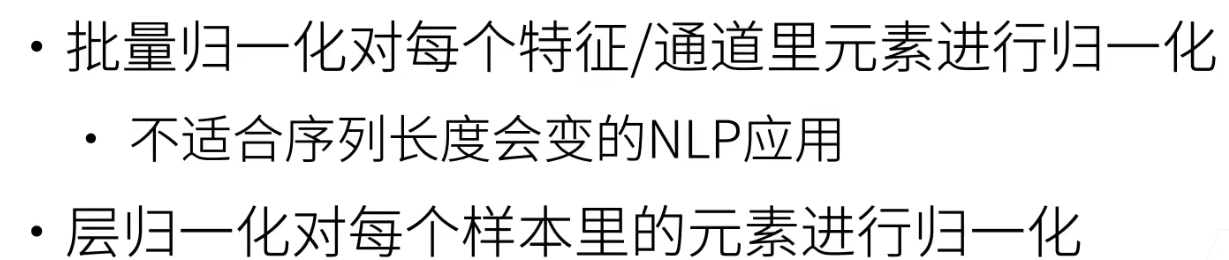 • 批量归一化对每个特征/通道里元素进行归一化
• 不适合序列长度会变的NLP应用
• 层归一化对每个样本里的元素进行归一化